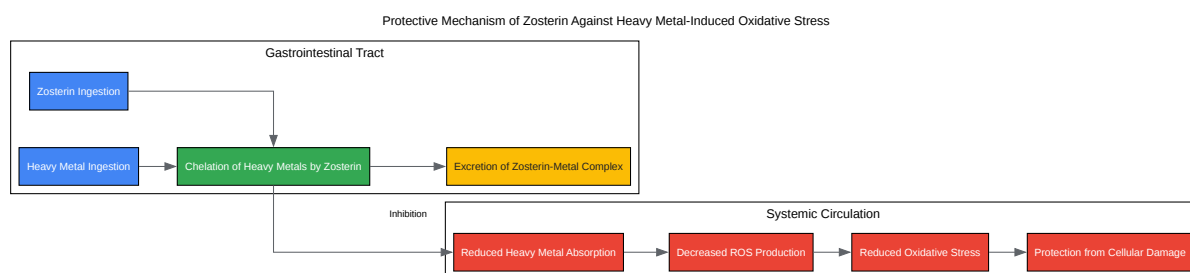 Protective Mechanism of Zosterin Against Heavy Metal-Induced Oxidative Stress
Gastrointestinal Tract
Zosterin Ingestion
Heavy Metal Ingestion
Chelation of Heavy Metals by Zosterin
Excretion of Zosterin-Metal Complex
Inhibition
Systemic Circulation
Reduced Heavy Metal Absorption
Decreased ROS Production
Reduced Oxidative Stress
Protection from Cellular Damage